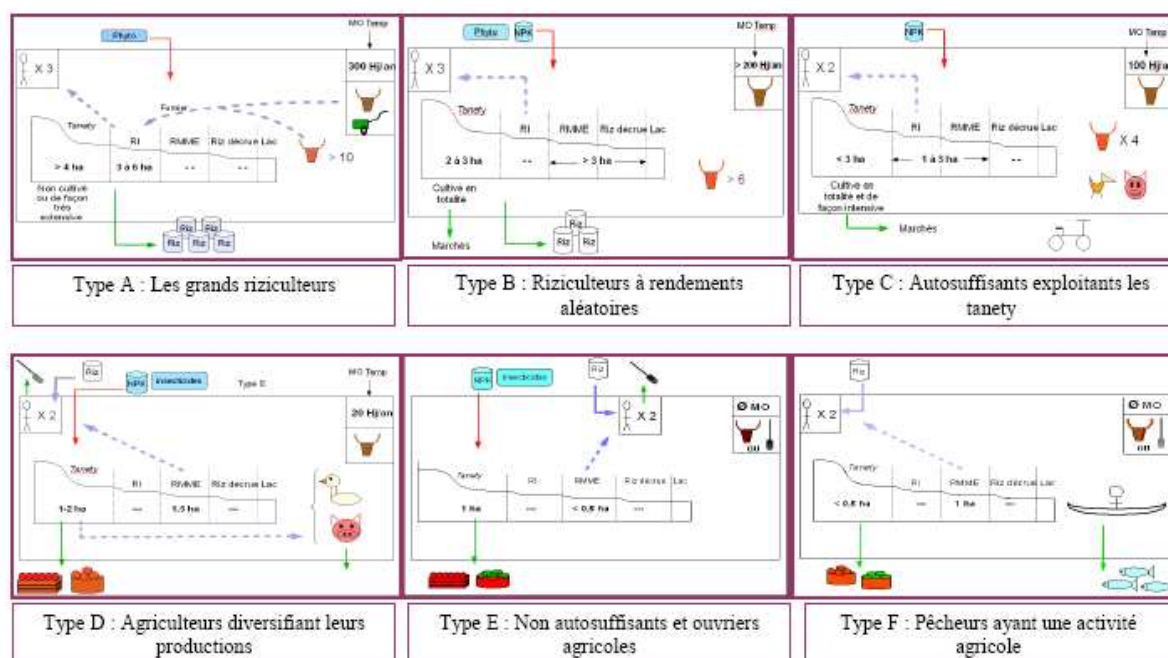 MO Temp
Phyto
X 3
300 Hj/an
Fumier
Tanety
RI RMME Riz décrue Lac
> 10
> 4 ha 3 à 6 ha -- --
Non cultivé
ou de façon
très
extensive
Riz Riz
Riz Riz Riz
Type A : Les grands riziculteurs
MO Temp
Phyto NPK
X 3
> 200 Hj/an
Tanety
RI RMME Riz décrue Lac
2 à 3 ha -- > 3 ha
> 6
Cultivé en
totalité
Marchés
Riz
Riz Riz
Type B : Riziculteurs à rendements
aléatoires
MO Temp
NPK
X 2
100 Hj/an
Tanety
RI RMME Riz décrue Lac
X 4
< 3 ha 1 à 3 ha --
Cultivé en
totalité et de
façon intensive
Marchés
Type C : Autosuffisants exploitants les
tanety
Riz
NPK Insecticides Type D
MO Temp
X 2
20 Hj/an
Tanety
RI RMME Riz décrue Lac
1-2 ha --- 1,5 ha ---
Type D : Agriculteurs diversifiant leurs
productions
Riz
NPK Insecticides
X 2
Ø MO
ou
Tanety
RI RMME Riz décrue Lac
1 ha --- < 0,5 ha ---
Type E : Non autosuffisants et ouvriers
agricoles
Riz
X 2
Ø MO
ou
Tanety
RI RMME Riz décrue Lac
< 0,5 ha --- 1 ha ---
Type F : Pêcheurs ayant une activité
agricole